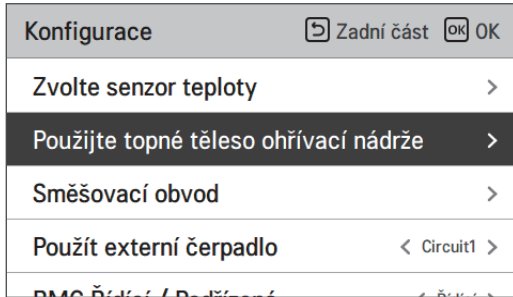 Konfigurace Zadní část OK OK
Zvolte senzor teploty
Použijte topné těleso ohřívací nádrže
Směšovací obvod
Použít externí čerpadlo < Circuit1 >